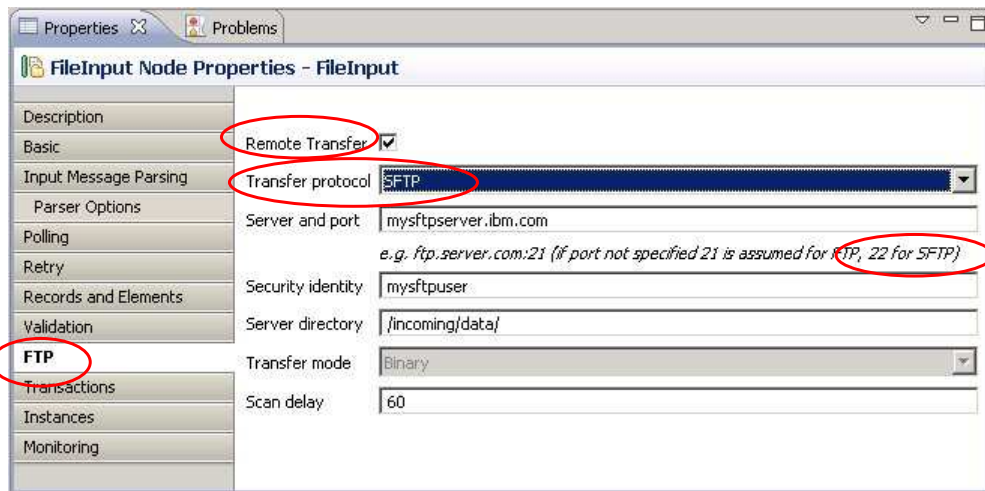 Properties Problems
FileInput Node Properties - FileInput
Description
Basic
Input Message Parsing
Parser Options
Polling
Retry
Records and Elements
Validation
FTP
Transactions
Instances
Monitoring
Remote Transfer
Transfer protocol SFTP
Server and port mysftpserver.ibm.com
e.g. ftp.server.com:21 (if port not specified 21 is assumed for FTP, 22 for SFTP)
Security identity mysftpuser
Server directory /incoming/data/
Transfer mode Binary
Scan delay 60